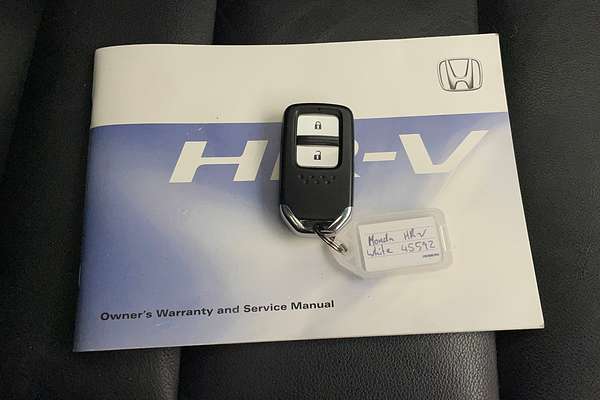 HR-V
Honda HR-V
white 45592
Owner's Warranty and Service Manual